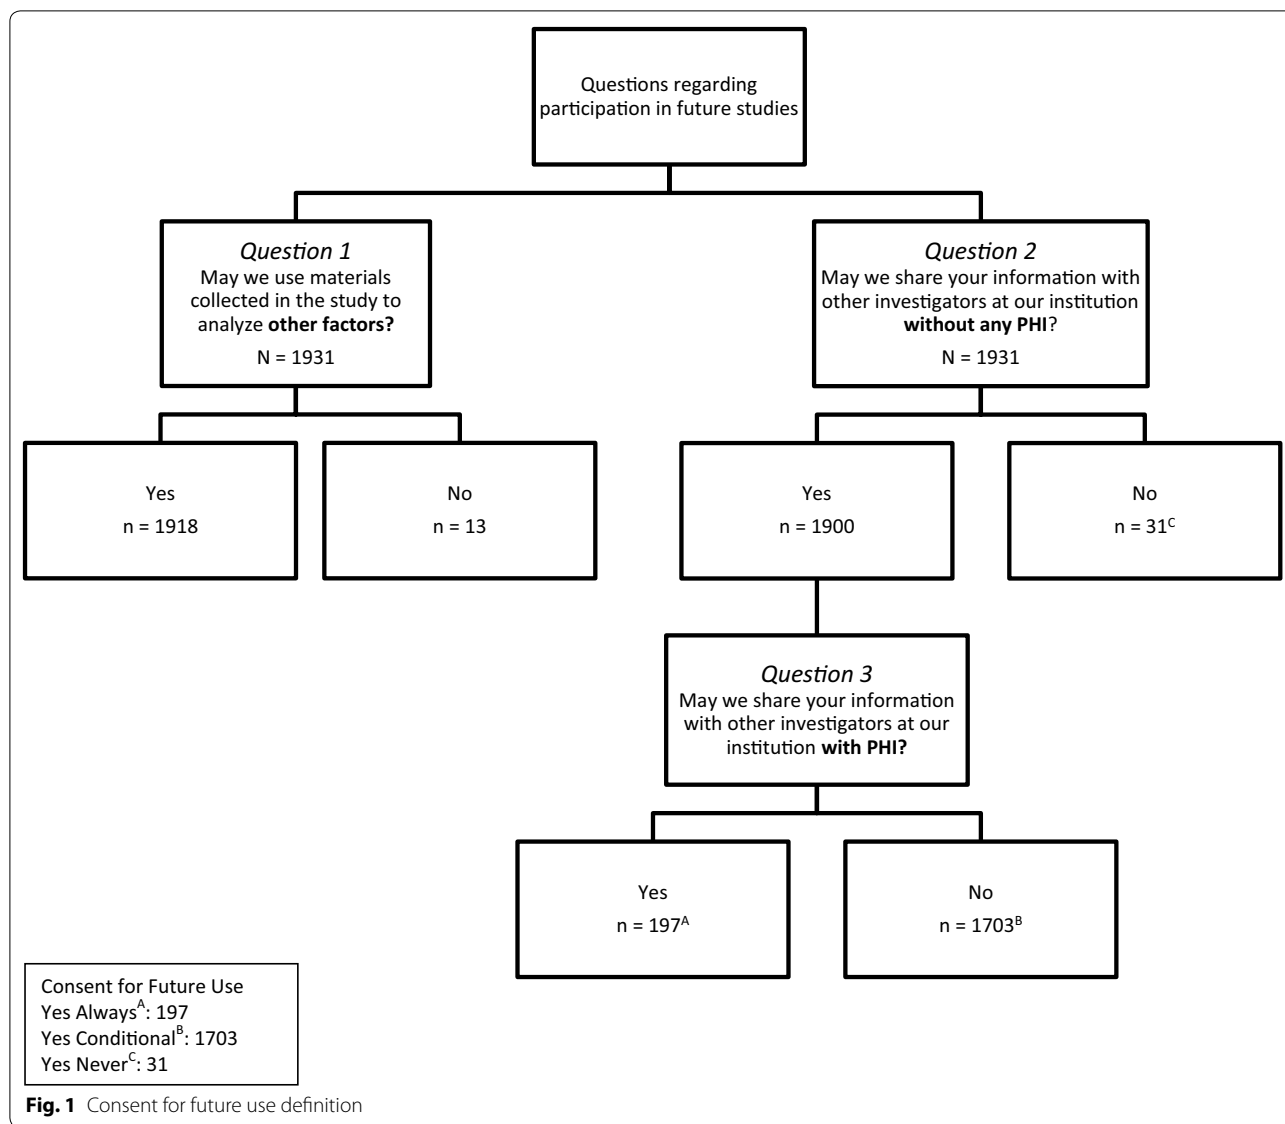 Questions regarding
participation in future studies
Question 1
May we use materials
collected in the study to
analyze other factors?
N = 1931
Question 2
May we share your information with
other investigators at our institution
without any PHI?
N = 1931
Yes
n = 1918
No
n = 13
Yes
n = 1900
No
n = 31C
Question 3
May we share your information
with other investigators at our
institution with PHI?
Yes
n = 197A
No
n = 1703B
Consent for Future Use
Yes AlwaysA: 197
Yes ConditionalB: 1703
Yes NeverC: 31
Fig. 1 Consent for future use definition